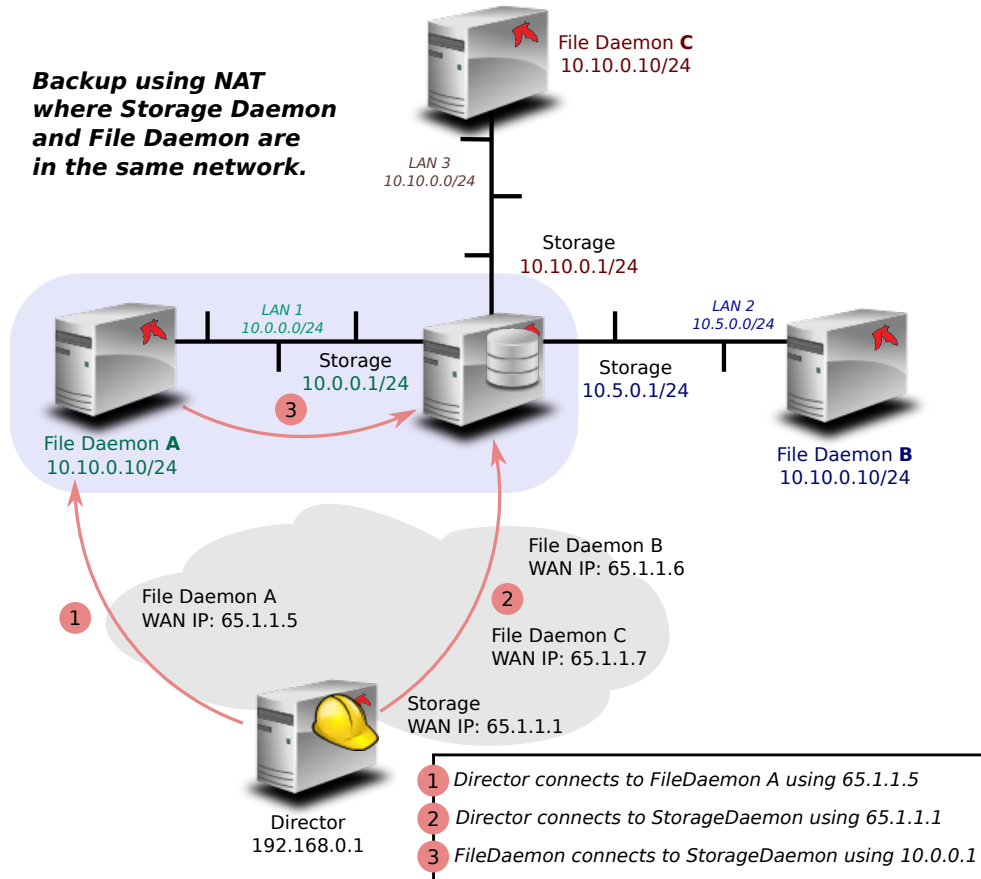 Backup using NAT
where Storage Daemon
and File Daemon are
in the same network.
File Daemon C
10.10.0.10/24
LAN 3
10.10.0.0/24
Storage
10.10.0.1/24
LAN 1
10.0.0.0/24
Storage
10.0.0.1/24
LAN 2
10.5.0.0/24
Storage
10.5.0.1/24
3
File Daemon A
10.10.0.10/24
File Daemon B
10.10.0.10/24
File Daemon B
WAN IP: 65.1.1.6
1
File Daemon A
WAN IP: 65.1.1.5
2
File Daemon C
WAN IP: 65.1.1.7
Storage
WAN IP: 65.1.1.1
Director
192.168.0.1
1 Director connects to FileDaemon A using 65.1.1.5
2 Director connects to StorageDaemon using 65.1.1.1
3 FileDaemon connects to StorageDaemon using 10.0.0.1